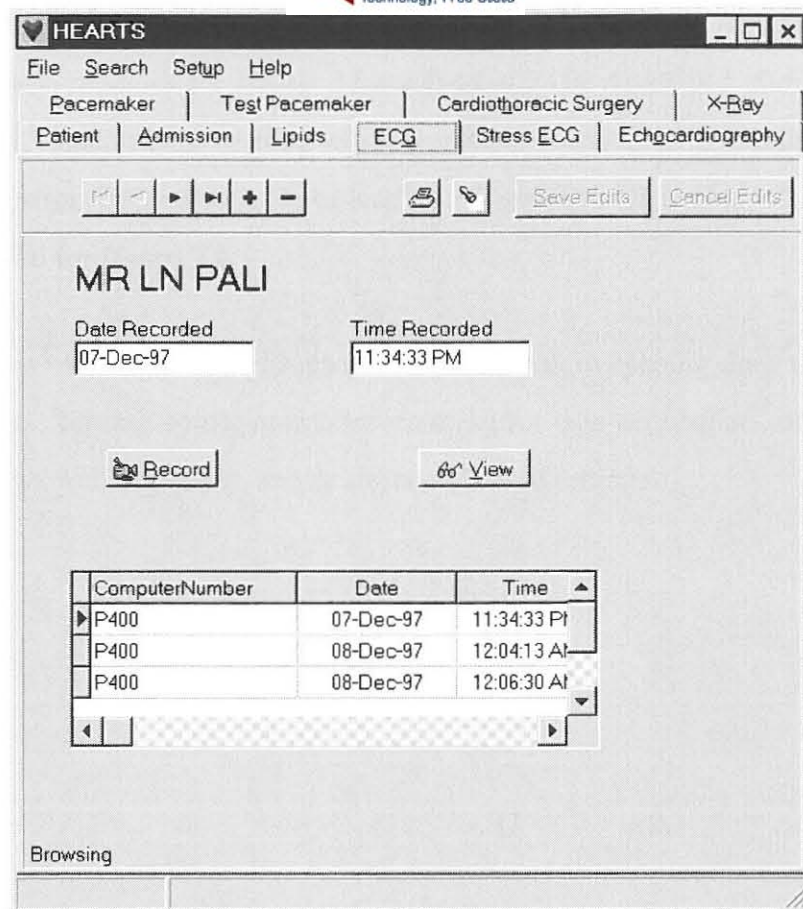 Technology, Free State
HEARTS
File Search Setup Help
Pacemaker Test Pacemaker Cardiothoracic Surgery X-Ray
Patient Admission Lipids ECG Stress ECG Echocardiography
Save Edits Cancel Edits
MR LN PALI
Date Recorded Time Recorded
07-Dec-97 11:34:33 PM
Record View
ComputerNumber Date Time
P400 07-Dec-97 11:34:33 P
P400 08-Dec-97 12:04:13 A
P400 08-Dec-97 12:06:30 A
Browsing